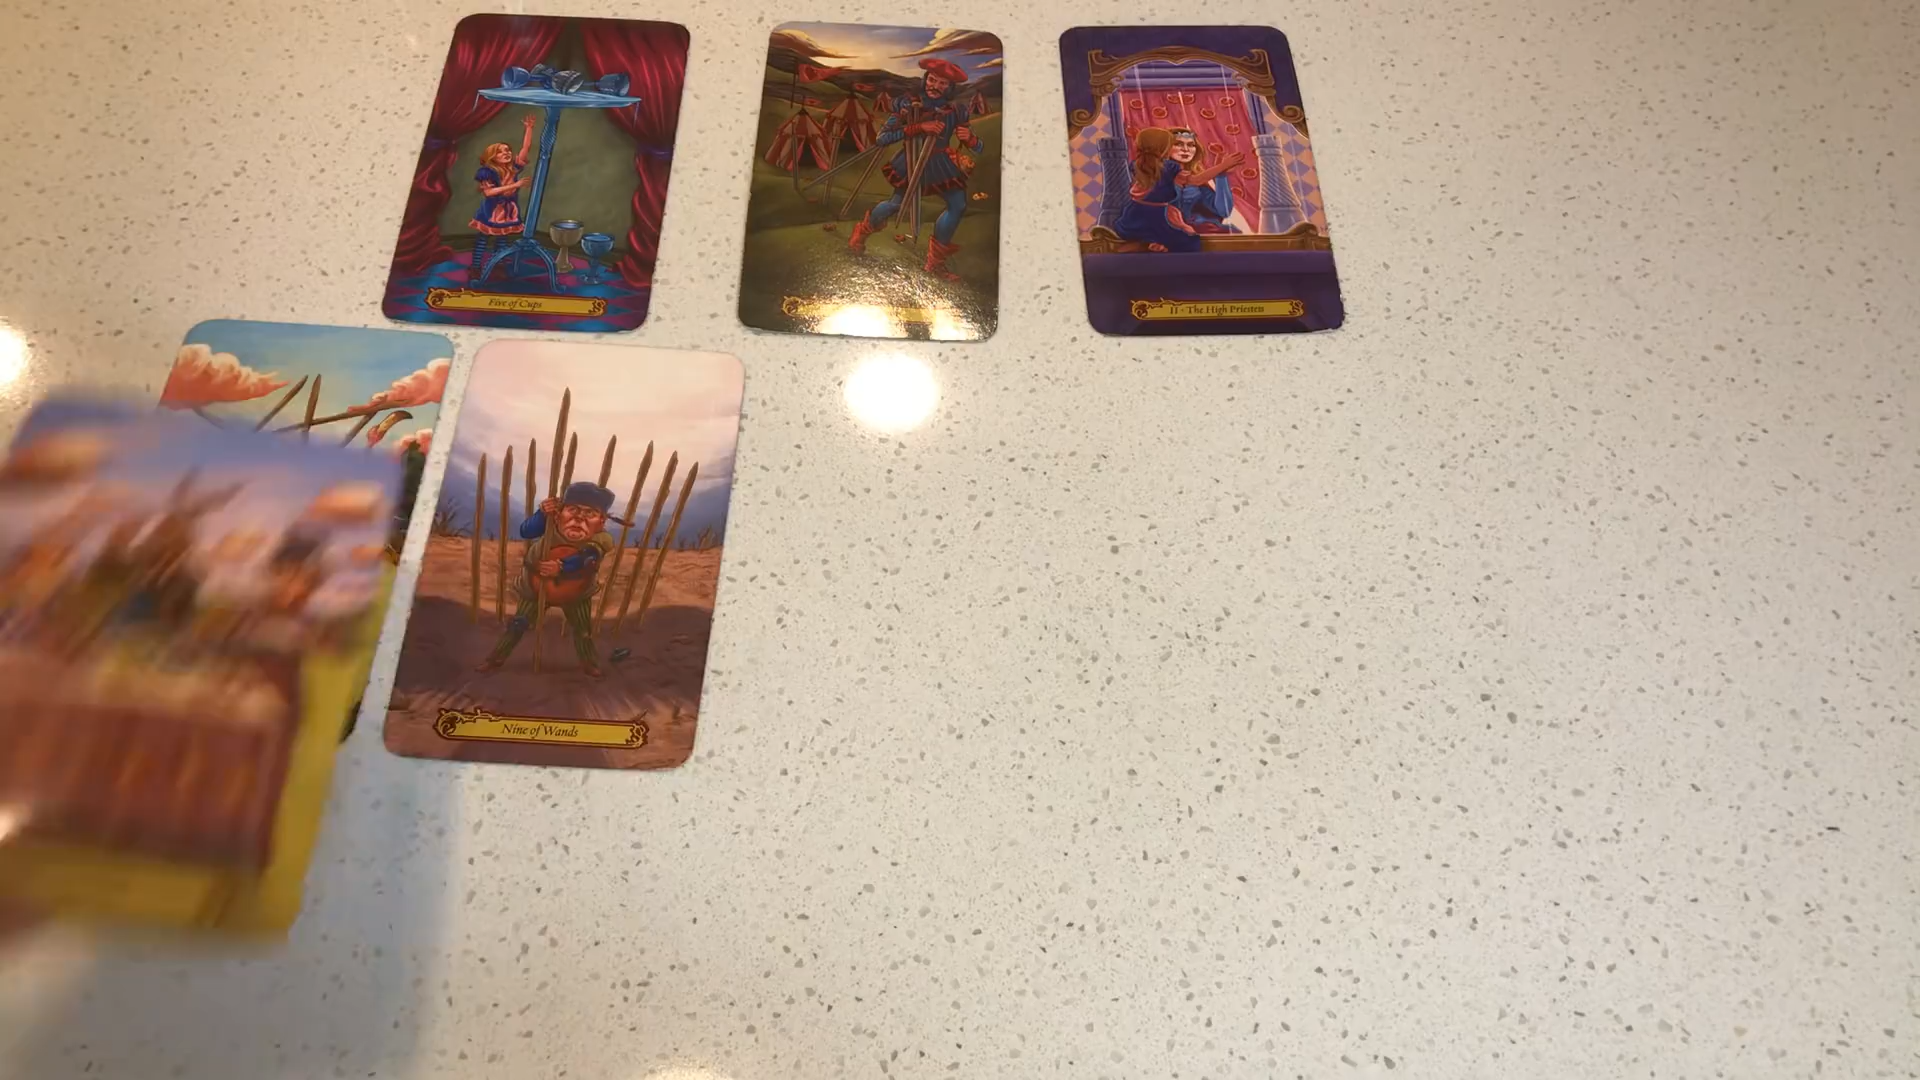 Five of Cups
II - The High Priestess
Nine of Wands